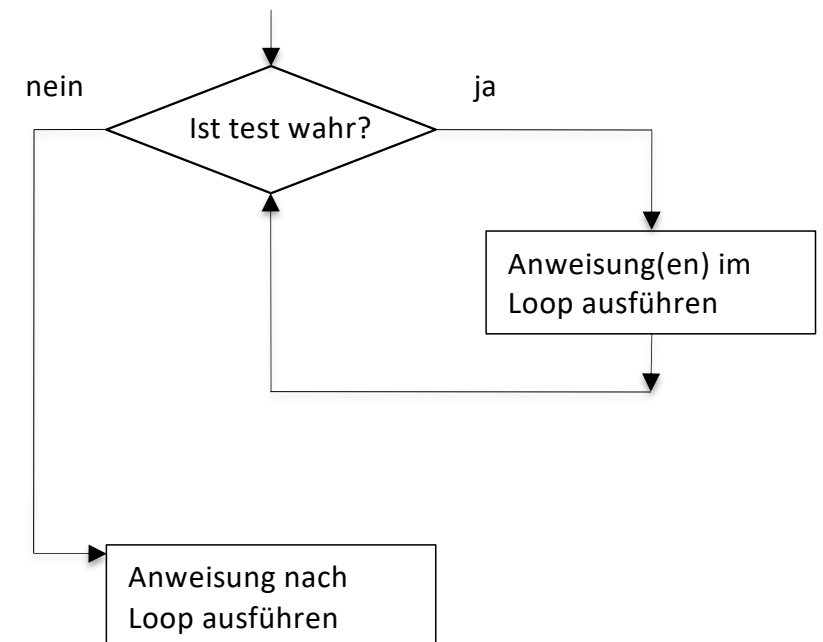 nein
ja
Ist test wahr?
Anweisung(en) im
Loop ausführen
Anweisung nach
Loop ausführen